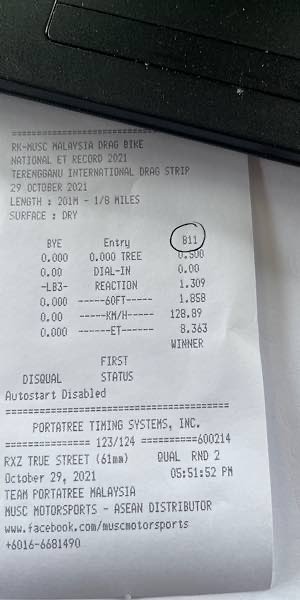 RK-MUSC MALAYSIA DRAG BIKE
NATIONAL ET RECORD 2021
TERENGGANU INTERNATIONAL DRAG STRIP
29 OCTOBER 2021
LENGTH : 201M - 1/8 MILES
SURFACE : DRY
BYE Entry B11
0.000 0.000 TREE 0.500
0.00 DIAL-IN 0.00
-LB3- REACTION 1.309
0.000 -----60FT----- 1.858
0.00 -----KM/H----- 128.89
0.000 ------ET------ 8.363
WINNER
FIRST
DISQUAL STATUS
Autostart Disabled
=====================================
PORTATREE TIMING SYSTEMS, INC.
=============== 123/124 ==========600214
RXZ TRUE STREET (61mm) QUAL RND 2
October 29, 2021 05:51:52 PM
TEAM PORTATREE MALAYSIA
MUSC MOTORSPORTS - ASEAN DISTRIBUTOR
www.facebook.com/muscmotorsports
+6016-6681490